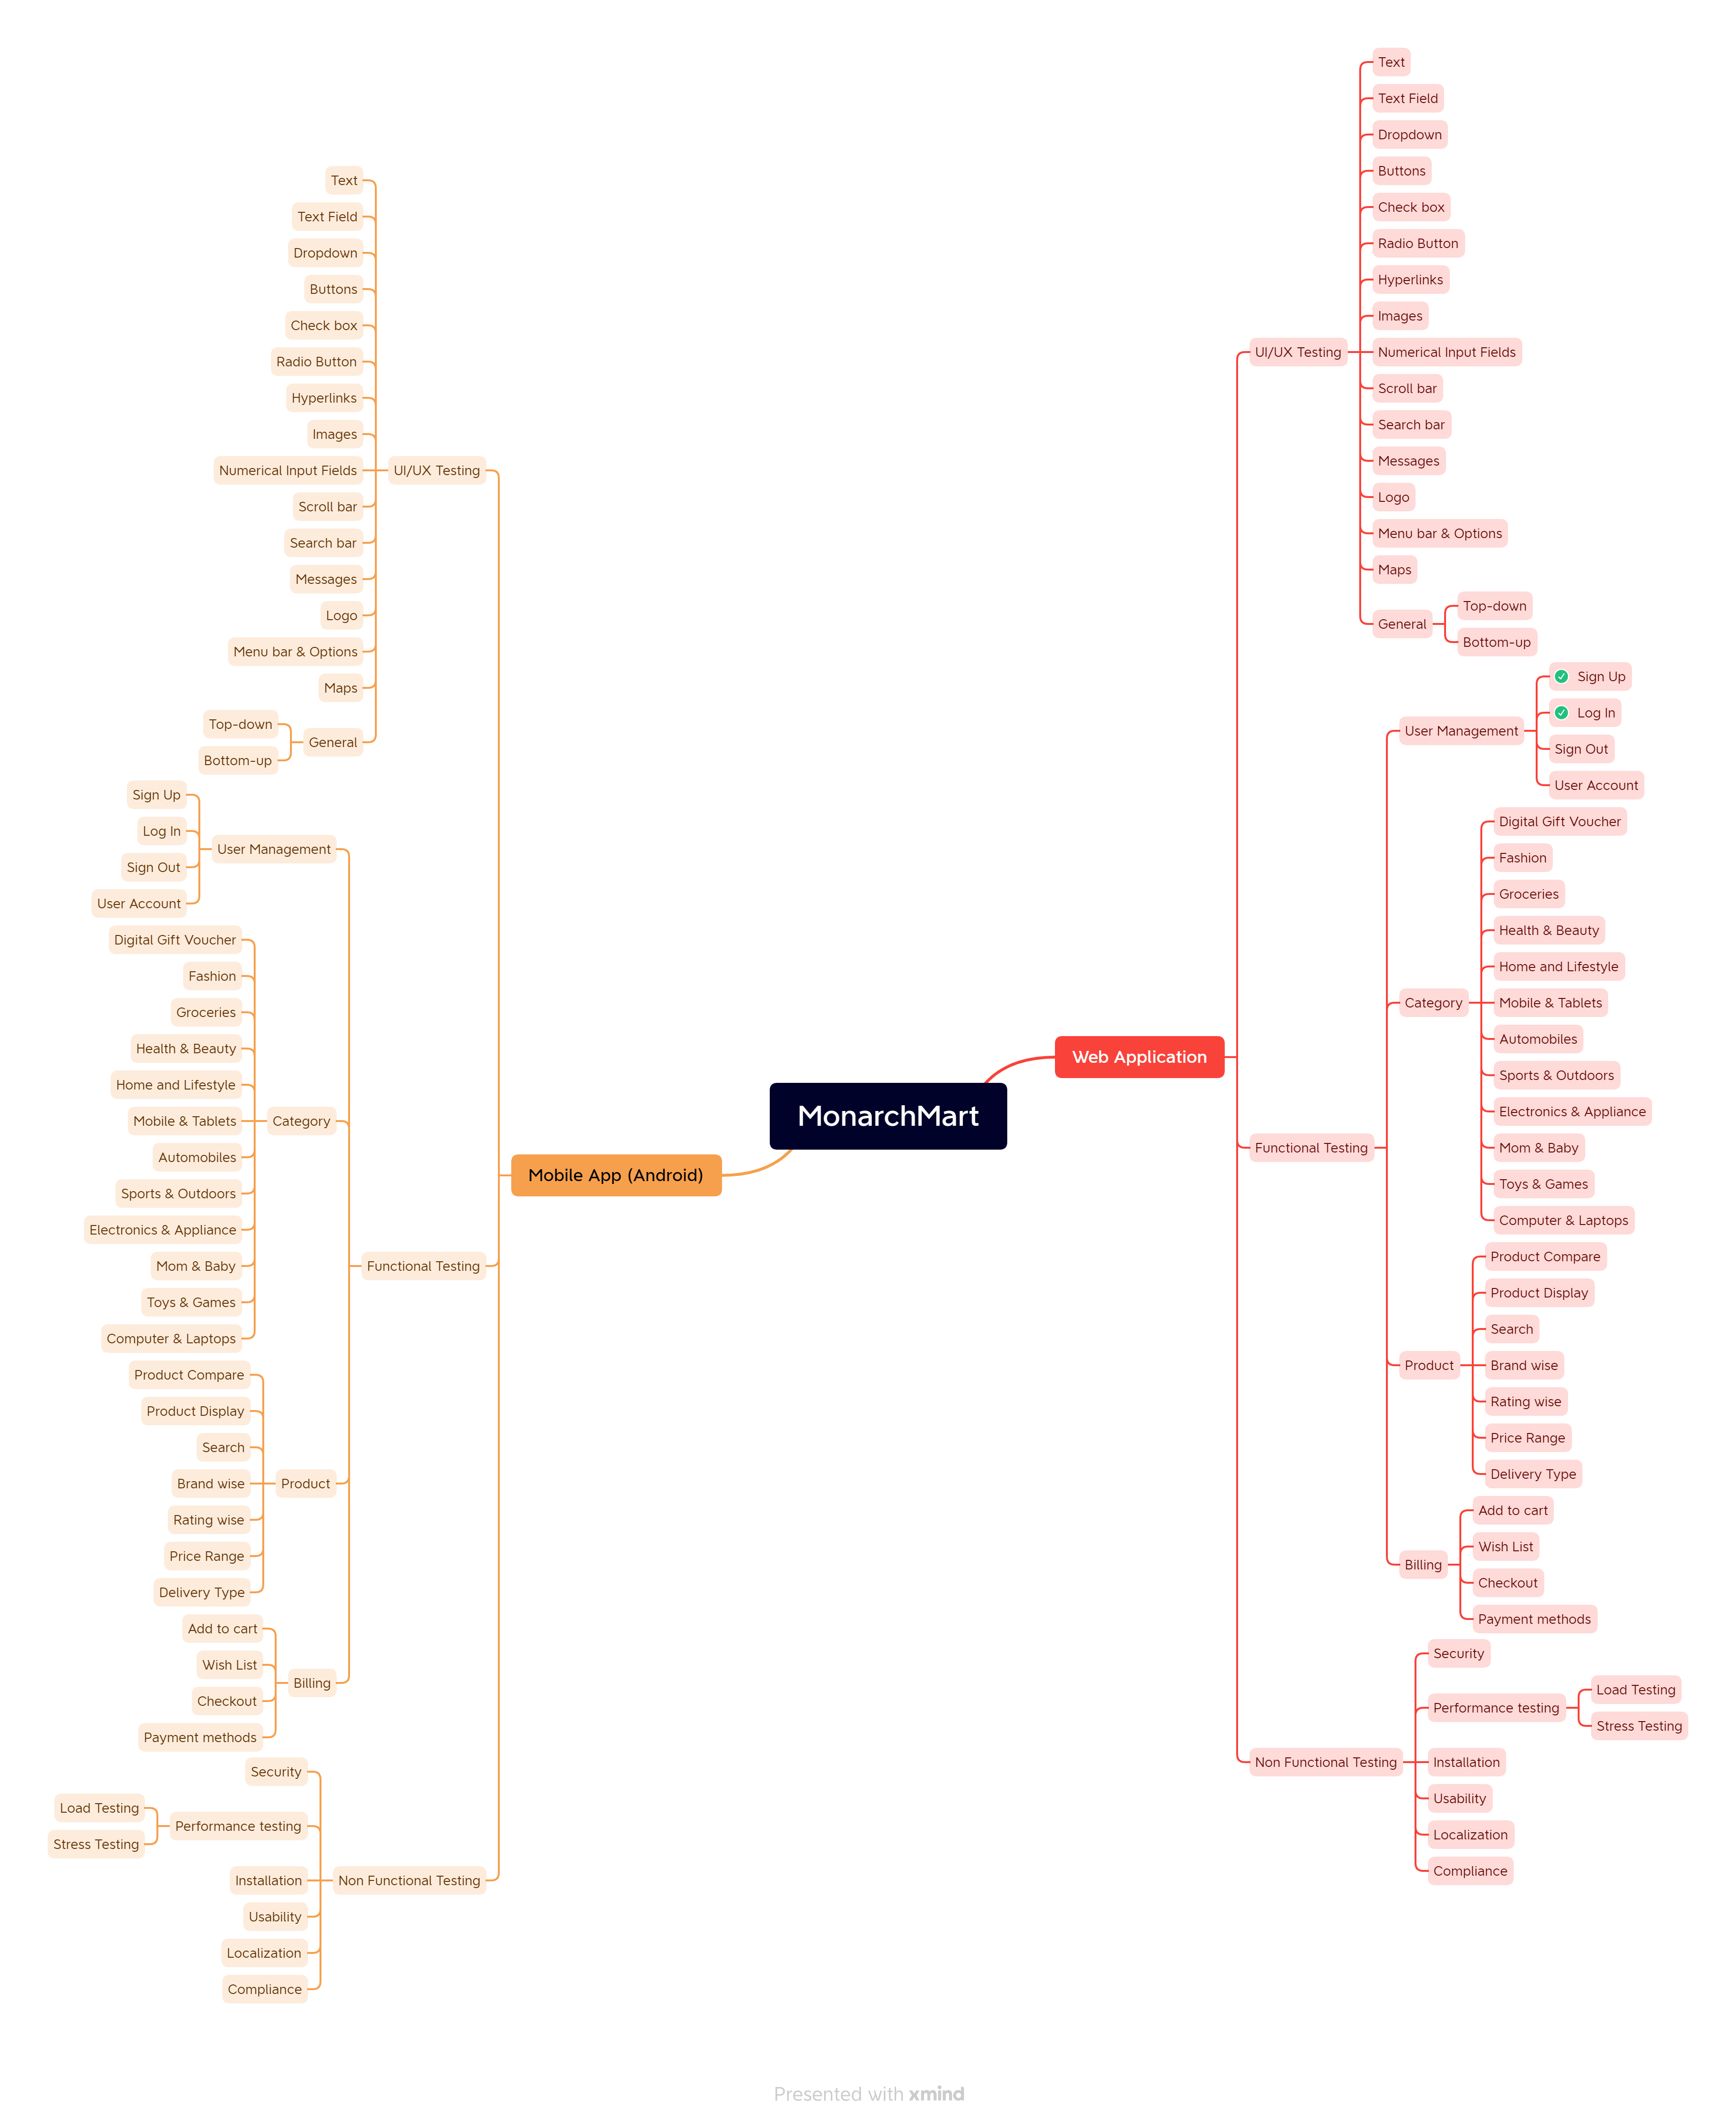 MonarchMart
Web Application
UI/UX Testing
Text
Text Field
Dropdown
Buttons
Check box
Radio Button
Hyperlinks
Images
Numerical Input Fields
Scroll bar
Search bar
Messages
Logo
Menu bar & Options
Maps
General
Top-down
Bottom-up
Functional Testing
User Management
Sign Up
Log In
Sign Out
User Account
Category
Digital Gift Voucher
Fashion
Groceries
Health & Beauty
Home and Lifestyle
Mobile & Tablets
Automobiles
Sports & Outdoors
Electronics & Appliance
Mom & Baby
Toys & Games
Computer & Laptops
Product
Product Compare
Product Display
Search
Brand wise
Rating wise
Price Range
Delivery Type
Billing
Add to cart
Wish List
Checkout
Payment methods
Non Functional Testing
Security
Performance testing
Load Testing
Stress Testing
Installation
Usability
Localization
Compliance
Mobile App (Android)
UI/UX Testing
Text
Text Field
Dropdown
Buttons
Check box
Radio Button
Hyperlinks
Images
Numerical Input Fields
Scroll bar
Search bar
Messages
Logo
Menu bar & Options
Maps
General
Top-down
Bottom-up
Functional Testing
User Management
Sign Up
Log In
Sign Out
User Account
Category
Digital Gift Voucher
Fashion
Groceries
Health & Beauty
Home and Lifestyle
Mobile & Tablets
Automobiles
Sports & Outdoors
Electronics & Appliance
Mom & Baby
Toys & Games
Computer & Laptops
Product
Product Compare
Product Display
Search
Brand wise
Rating wise
Price Range
Delivery Type
Billing
Add to cart
Wish List
Checkout
Payment methods
Non Functional Testing
Security
Performance testing
Load Testing
Stress Testing
Installation
Usability
Localization
Compliance
Presented with xmind